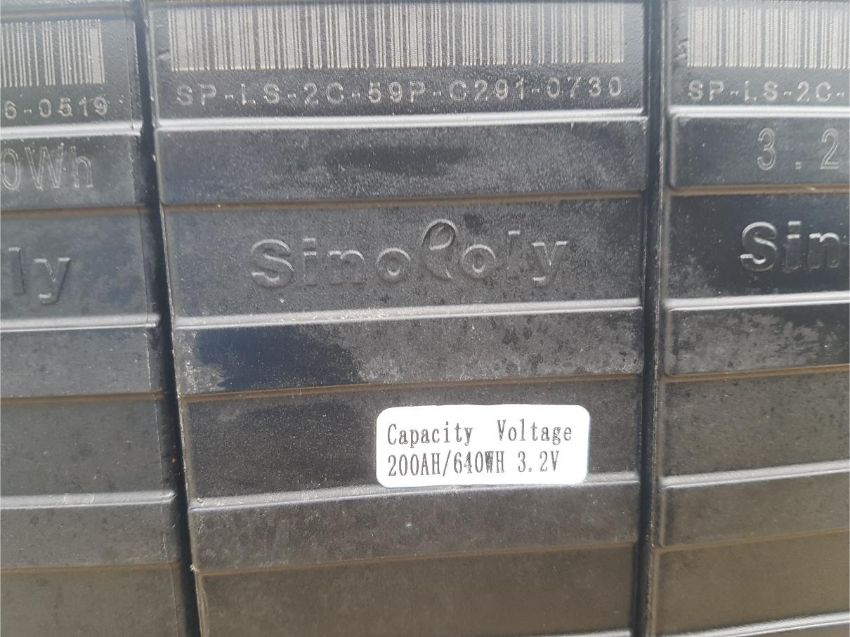 6-0519
SP-LS-2C-59P-C291-0730
SP-LS-2C-
0Wh
3.2
ly
SinoPoly
Sin
Capacity Voltage
200AH/640WH 3.2V